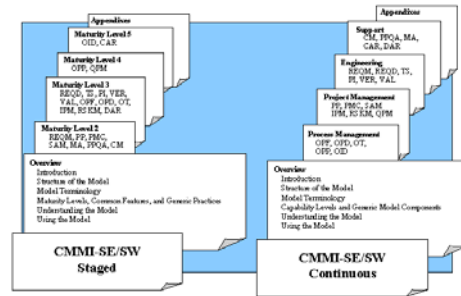 Appendixes
Maturity Level 5
OID, CAR
Maturity Level 4
OPP, QPM
Maturity Level 3
REQD, TS, PI, VER,
VAL, OPF, OPD, OT,
IPM, RSKM, DAR
Maturity Level 2
REQM, PP, PMC,
SAM, MA, PPQA, CM
Overview
Introduction
Structure of the Model
Model Terminology
Maturity Levels, Common Features, and Generic Practices
Understanding the Model
Using the Model
CMMI-SE/SW
Staged
Appendixes
Support
CM, PPQA, MA,
CAR, DAR
Engineering
REQM, REQD, TS,
PI, VER, VAL
Project Management
PP, PMC, SAM
IPM, RSKM, QPM
Process Management
OPF, OPD, OT,
OPP, OID
Overview
Introduction
Structure of the Model
Model Terminology
Capability Levels and Generic Model Components
Understanding the Model
Using the Model
CMMI-SE/SW
Continuous